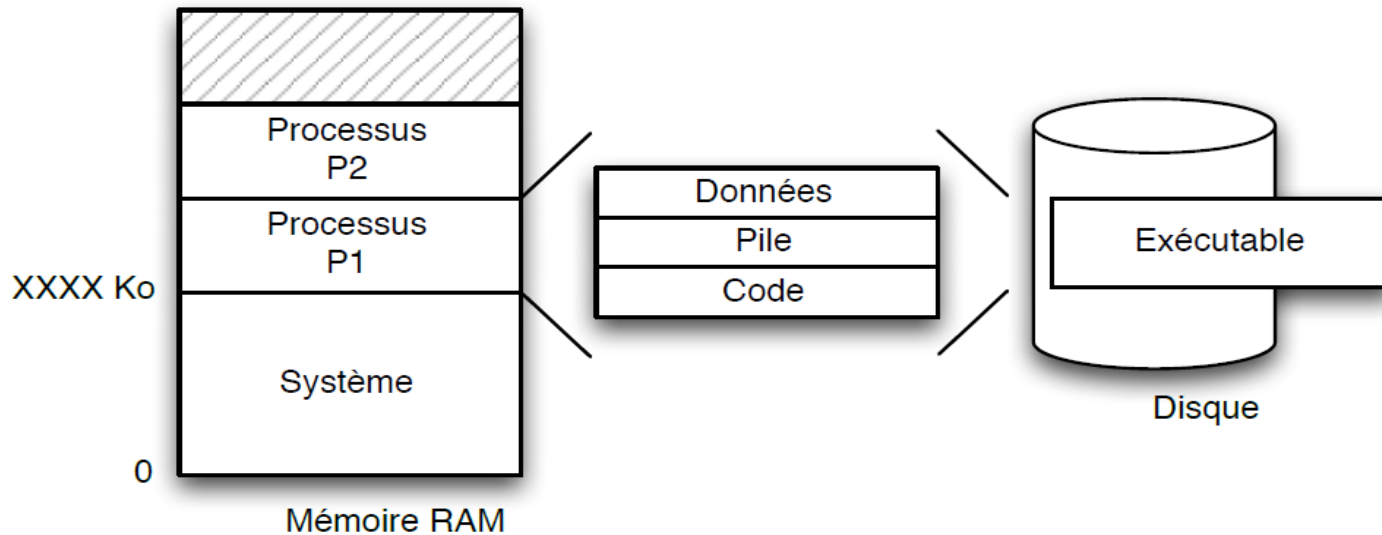 Processus
P2
Processus
P1
XXXX Ko
Système
0
Mémoire RAM
Données
Pile
Code
Exécutable
Disque